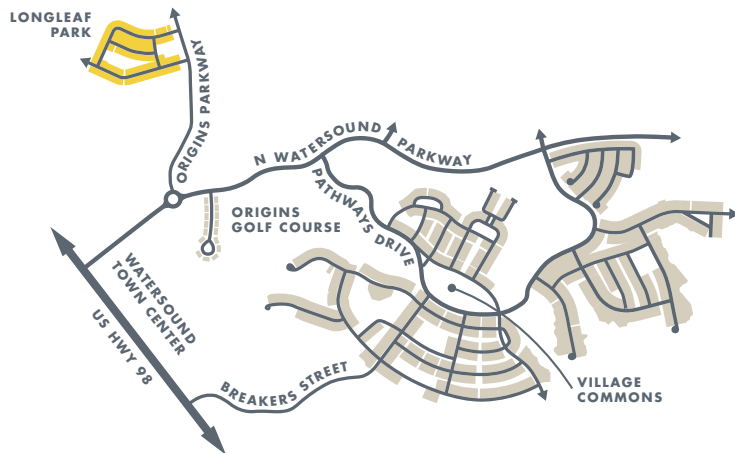 LONGLEAF
PARK
ORIGINS PARKWAY
N WATERSOUND PARKWAY
PATHWAYS DRIVE
ORIGINS
GOLF COURSE
WATERSOUND
TOWN CENTER
US HWY 98
BREAKERS STREET
VILLAGE
COMMONS